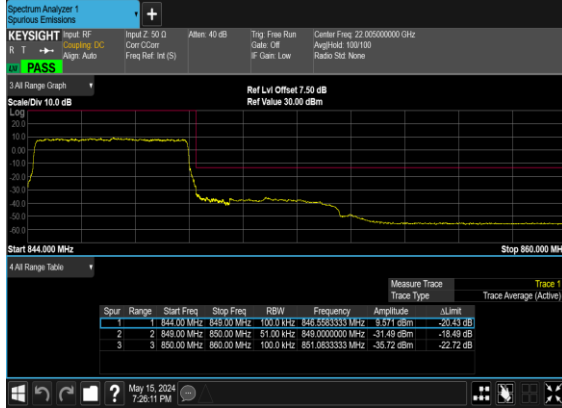 Spectrum Analyzer 1
Spurious Emissions
+
KEYSIGHT Input: RF Input Z: 50 Ω Atten: 40 dB Trig: Free Run Center Freq: 22.005000000 GHz
R T Coupling: DC Corr CCorr Gate: Off Avg|Hold: 100/100
Align: Auto Freq Ref: Int (S) IF Gain: Low Radio Std: None
LXI PASS
3 All Range Graph
Ref Lvl Offset 7.50 dB
Scale/Div 10.0 dB Ref Value 30.00 dBm
Log
20.0
10.0
0.00
-10.0
-20.0
-30.0
-40.0
-50.0
-60.0
Start 844.000 MHz Stop 860.000 MH
4 All Range Table
Measure Trace Trace 1
Trace Type Trace Average (Active)
Spur Range Start Freq Stop Freq RBW Frequency Amplitude ΔLimit
1 1 844.00 MHz 849.00 MHz 100.0 kHz 846.5583333 MHz 9.571 dBm -20.43 dB
2 2 849.00 MHz 850.00 MHz 51.00 kHz 849.0000000 MHz -31.49 dBm -18.49 dB
3 3 850.00 MHz 860.00 MHz 100.0 kHz 851.0833333 MHz -35.72 dBm -22.72 dB
? May 15, 2024
7:26:11 PM